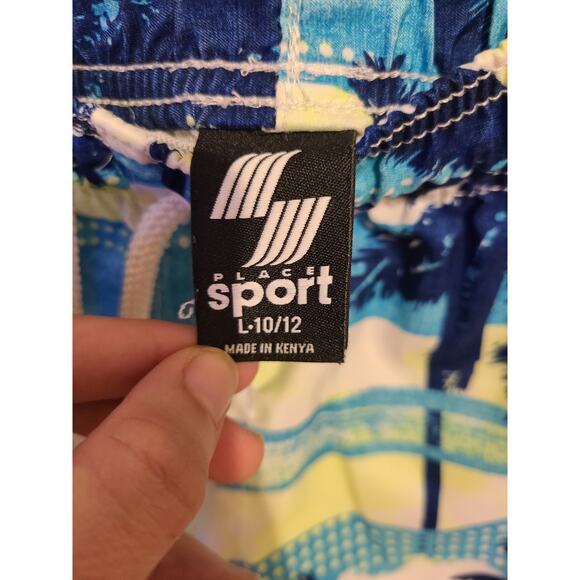 PLACE
sport
L•10/12
MADE IN KENYA